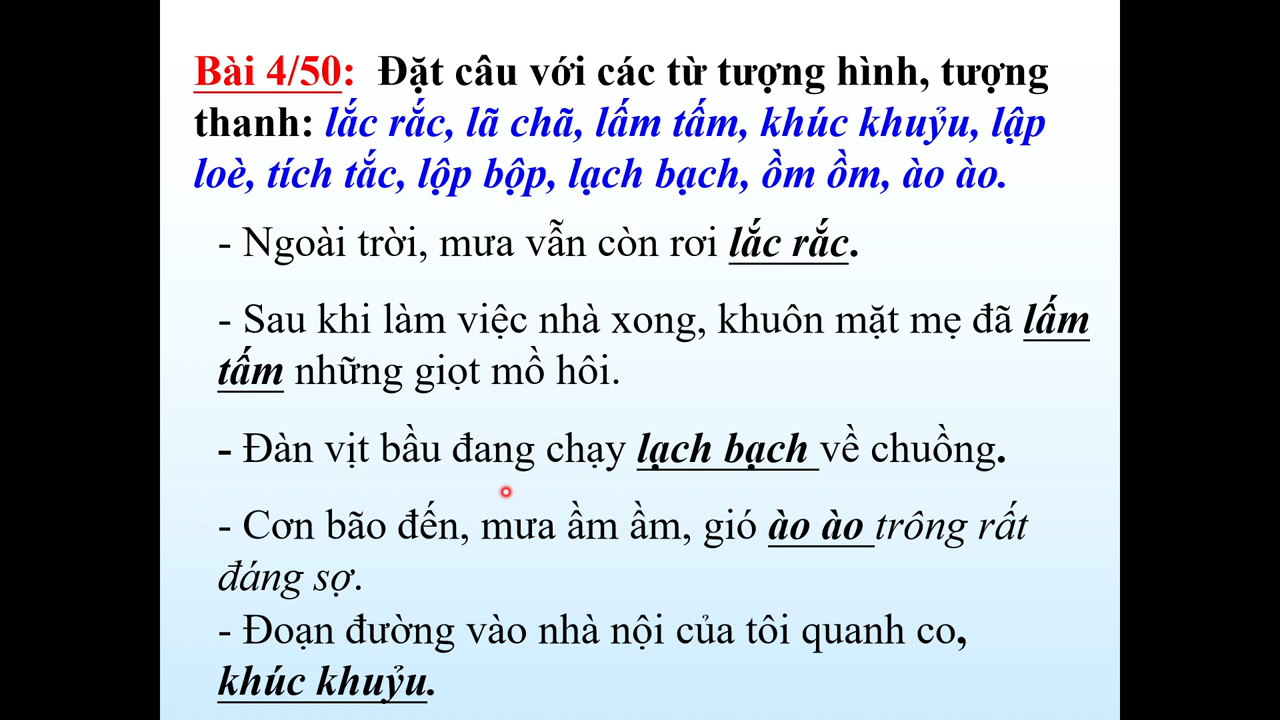 Bài 4/50: Đặt câu với các từ tượng hình, tượng
thanh: lắc rắc, lã chã, lấm tấm, khúc khuỷu, lập
loè, tích tắc, lộp bộp, lạch bạch, ồm ồm, ào ào.
- Ngoài trời, mưa vẫn còn rơi lắc rắc.
- Sau khi làm việc nhà xong, khuôn mặt mẹ đã lấm
tấm những giọt mồ hôi.
- Đàn vịt bầu đang chạy lạch bạch về chuồng.
- Cơn bão đến, mưa ầm ầm, gió ào ào trông rất
đáng sợ.
- Đoạn đường vào nhà nội của tôi quanh co,
khúc khuỷu.